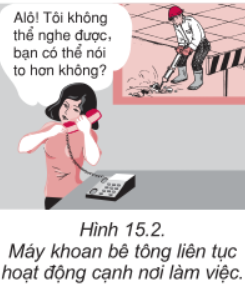 Alô! Tôi không
thể nghe được,
bạn có thể nói
to hơn không?
Hình 15.2.
Máy khoan bê tông liên tục
hoạt động cạnh nơi làm việc.